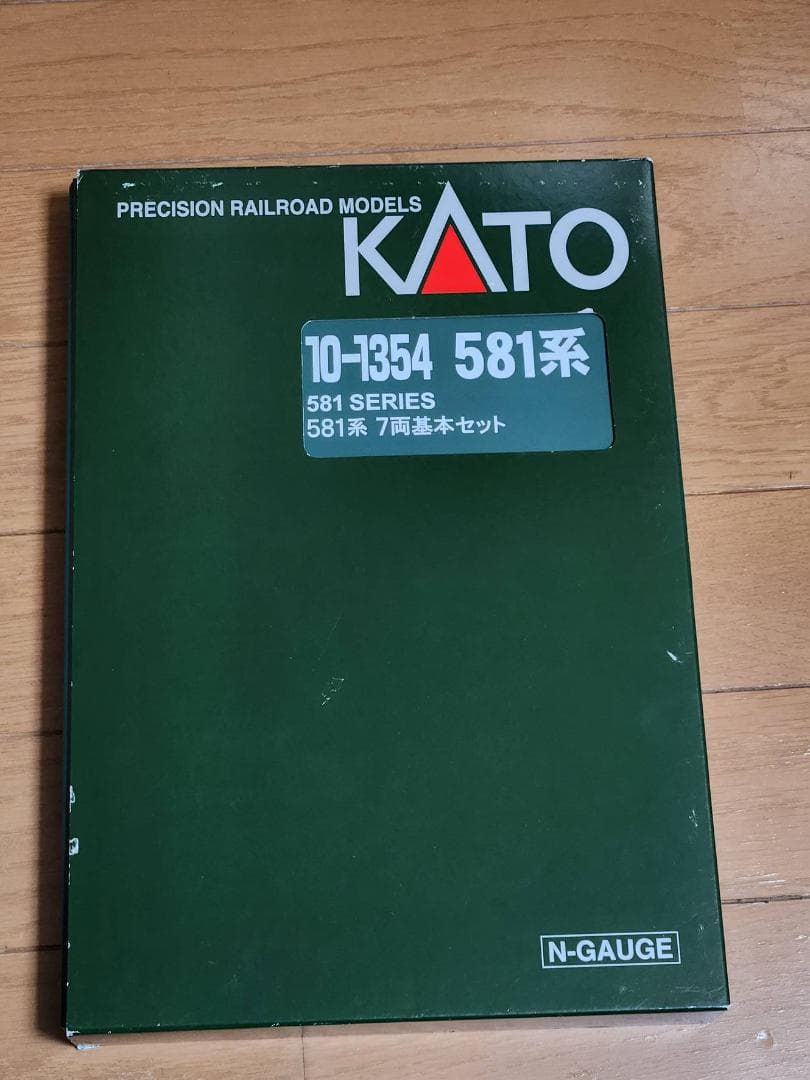 PRECISION RAILROAD MODELS
KATO
10-1354 581系
581 SERIES
581系 7両基本セット
N-GAUGE